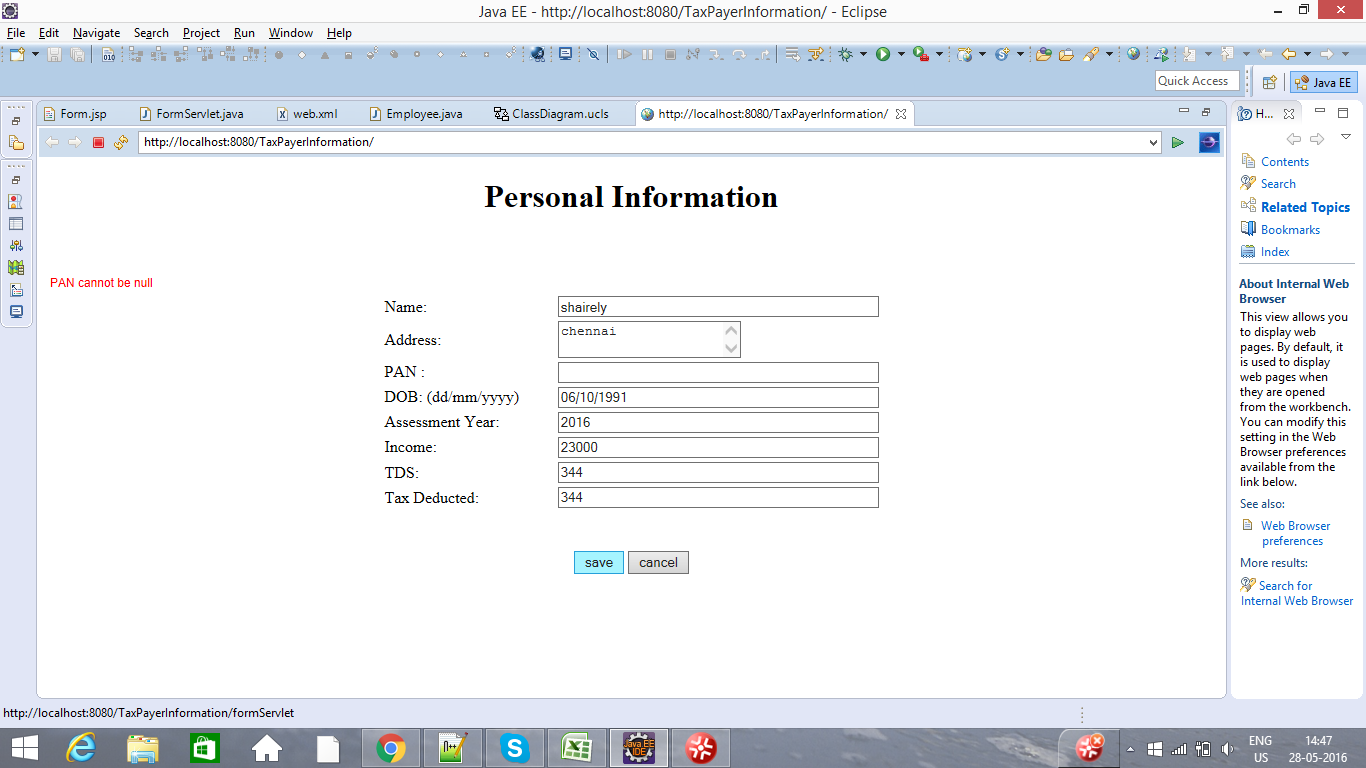 Java EE - http://localhost:8080/TaxPayerInformation/ - Eclipse
File Edit Navigate Search Project Run Window Help
Quick Access Java EE
Form.jsp FormServlet.java web.xml Employee.java ClassDiagram.ucls http://localhost:8080/TaxPayerInformation/ H...
http://localhost:8080/TaxPayerInformation/
Personal Information
PAN cannot be null
Name: shairely
Address: chennai
PAN :
DOB: (dd/mm/yyyy) 06/10/1991
Assessment Year: 2016
Income: 23000
TDS: 344
Tax Deducted: 344
save cancel
Contents
Search
Related Topics
Bookmarks
Index
About Internal Web
Browser
This view allows you
to display web
pages. By default, it
is used to display
web pages when
they are opened
from the workbench.
You can modify this
setting in the Web
Browser preferences
available from the
link below.
See also:
Web Browser
preferences
More results:
Search for
Internal Web Browser
http://localhost:8080/TaxPayerInformation/formServlet
ENG
US
14:47
28-05-2016